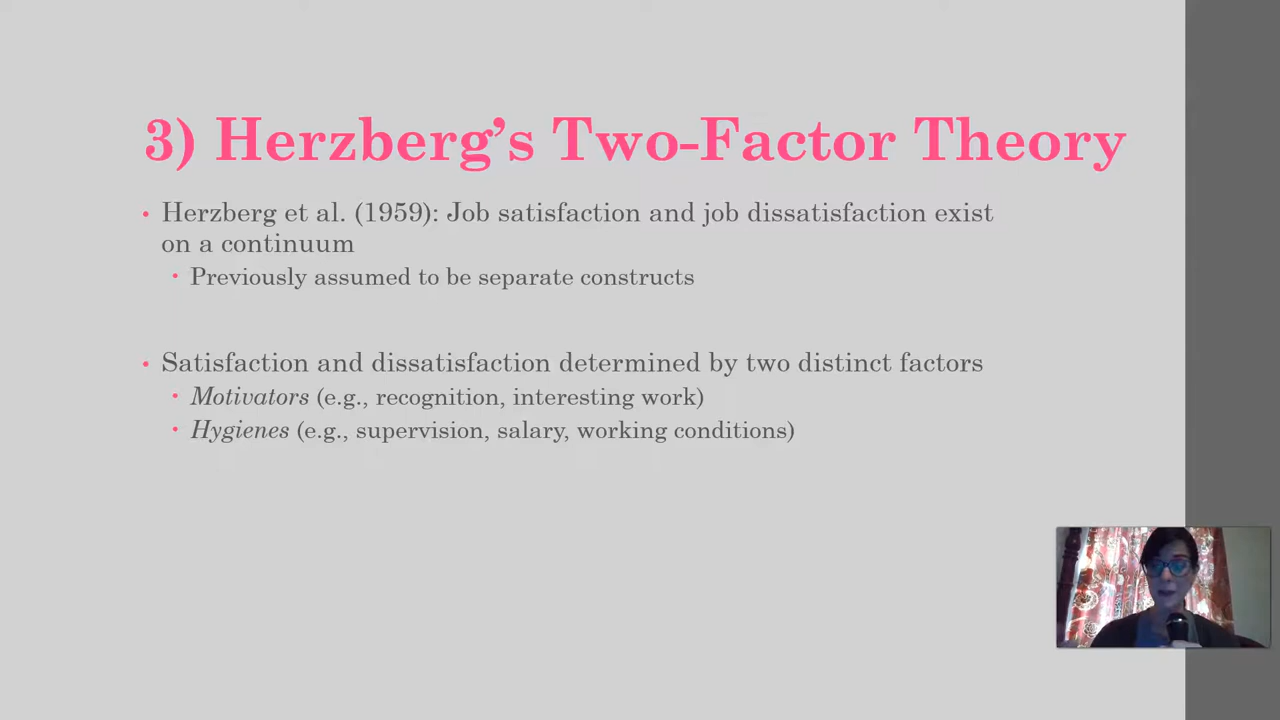 3) Herzberg’s Two-Factor Theory
• Herzberg et al. (1959): Job satisfaction and job dissatisfaction exist
on a continuum
• Previously assumed to be separate constructs
• Satisfaction and dissatisfaction determined by two distinct factors
• Motivators (e.g., recognition, interesting work)
• Hygienes (e.g., supervision, salary, working conditions)